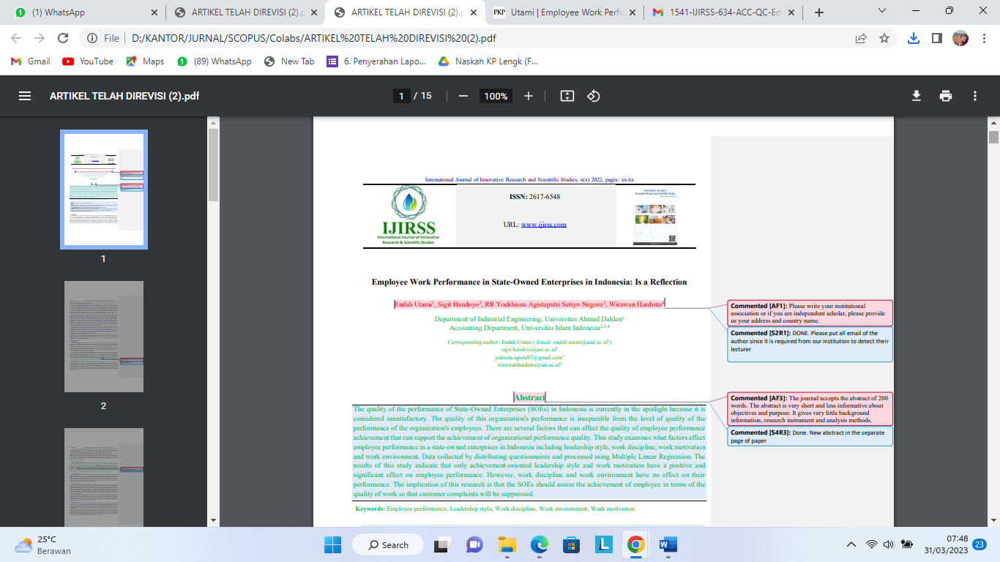 (1) WhatsApp
ARTIKEL TELAH DIREVISI (2).p
ARTIKEL TELAH DIREVISI (2).p
PKP Utami | Employee Work Perfo
1541-IJIRSS-634-ACC-QC-Edi
File D:/KANTOR/JURNAL/SCOPUS/Colabs/ARTIKEL%20TELAH%20DIREVISI%20(2).pdf
Gmail YouTube Maps (89) WhatsApp New Tab 6. Penyerahan Lapo... Naskah KP Lengk (F...
ARTIKEL TELAH DIREVISI (2).pdf
1 / 15
100%
1
2
International Journal of Innovative Research and Scientific Studies, x(x) 2022, pages: xx-xx
IJIRSS
International Journal of Innovative
Research & Scientific Studies
ISSN: 2617-6548
URL: www.ijirss.com
Employee Work Performance in State-Owned Enterprises in Indonesia: Is a Reflection
Endah Utami¹, Sigit Handoyo², RR Yoekhisna Agistaputri Setiyo Negoro³, Wirawan Hardinto⁴
Department of Industrial Engineering, Universitas Ahmad Dahlan¹
Accounting Department, Universitas Islam Indonesia²,³,⁴
Corresponding author: Endah Utami ( Email: endah.utami@uad.ac.id¹)
sigit.handoyo@uii.ac.id²
yukisna.agista97@gmail.com³
wirawanhardinto@uii.ac.id⁴
Abstract
The quality of the performance of State-Owned Enterprises (SOEs) in Indonesia is currently in the spotlight because it is
considered unsatisfactory. The quality of this organization's performance is inseparable from the level of quality of the
performance of the organization's employees. There are several factors that can affect the quality of employee performance
achievement that can support the achievement of organizational performance quality. This study examines what factors affect
employee performance in a state-owned enterprises in Indonesia including leadership style, work discipline, work motivation
and work environment. Data collected by distributing questionnaires and processed using Multiple Linear Regression. The
results of this study indicate that only achievement-oriented leadership style and work motivation have a positive and
significant effect on employee performance. However, work discipline and work environment have no effect on their
performance. The implication of this research is that the SOEs should assess the achievement of employee in terms of the
quality of work so that customer complaints will be suppressed.
Keywords: Employee performance, Leadership style, Work discipline, Work environment, Work motivation.
Commented [AF1]: Please write your institutional
association or if you are independent scholar, please provide
us your address and country name.
Commented [S2R1]: DONE. Please put all email of the
author since it is required from our institution to detect their
lecturer
Commented [AF3]: The journal accepts the abstract of 200
words. The abstract is very short and less informative about
objectives and purpose. It gives very little background
information, research instrument and analysis methods.
Commented [S4R3]: Done. New abstract in the separate
page of paper
25°C
Berawan
Search
07:48
31/03/2023
23